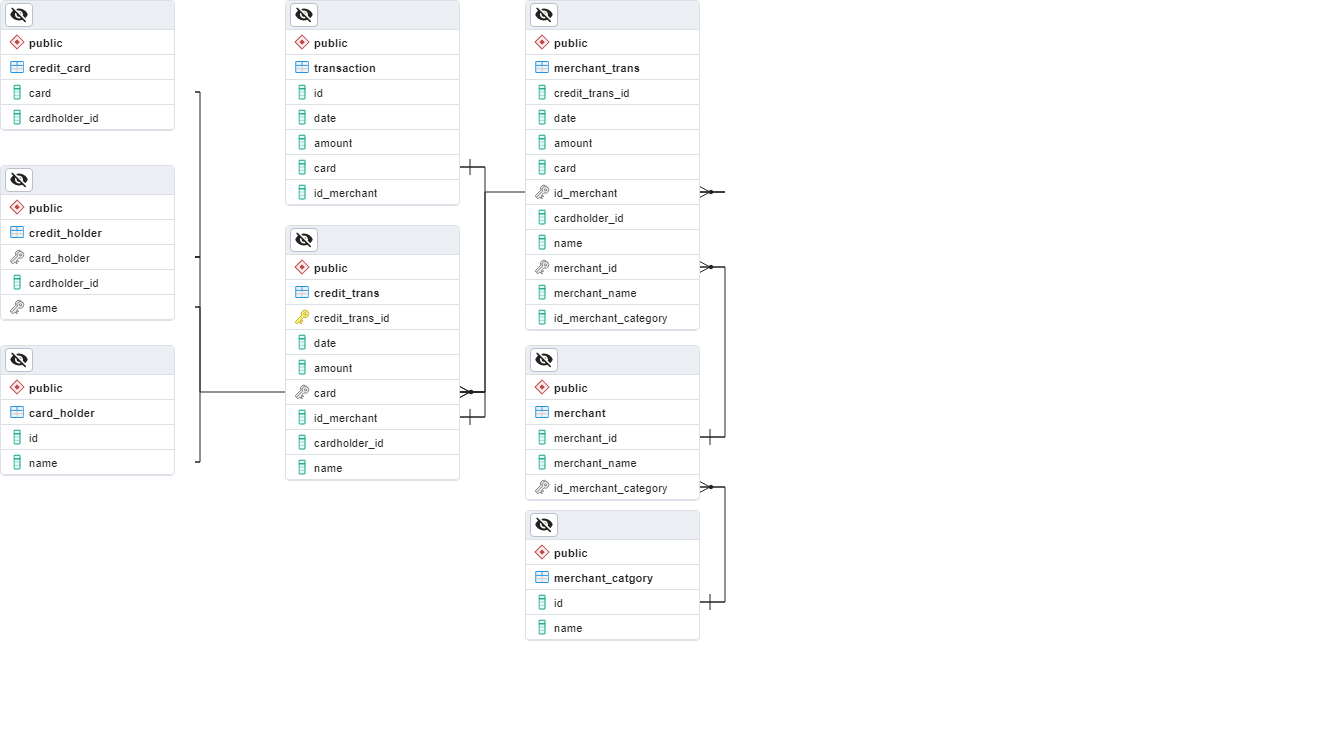 public
credit_card
card
cardholder_id
public
credit_holder
card_holder
cardholder_id
name
public
card_holder
id
name
public
transaction
id
date
amount
card
id_merchant
public
credit_trans
credit_trans_id
date
amount
card
id_merchant
cardholder_id
name
public
merchant_trans
credit_trans_id
date
amount
card
id_merchant
cardholder_id
name
merchant_id
merchant_name
id_merchant_category
public
merchant
merchant_id
merchant_name
id_merchant_category
public
merchant_catgory
id
name